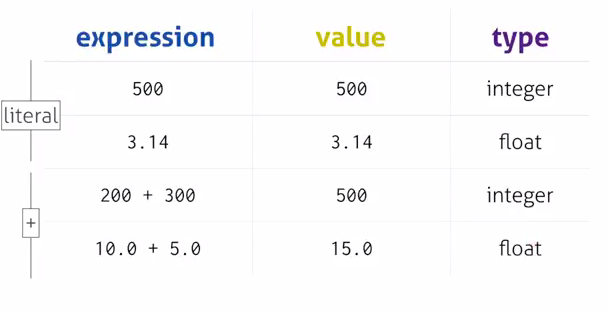 expression value type
500 500 integer
literal
3.14 3.14 float
200 + 300 500 integer
+
10.0 + 5.0 15.0 float